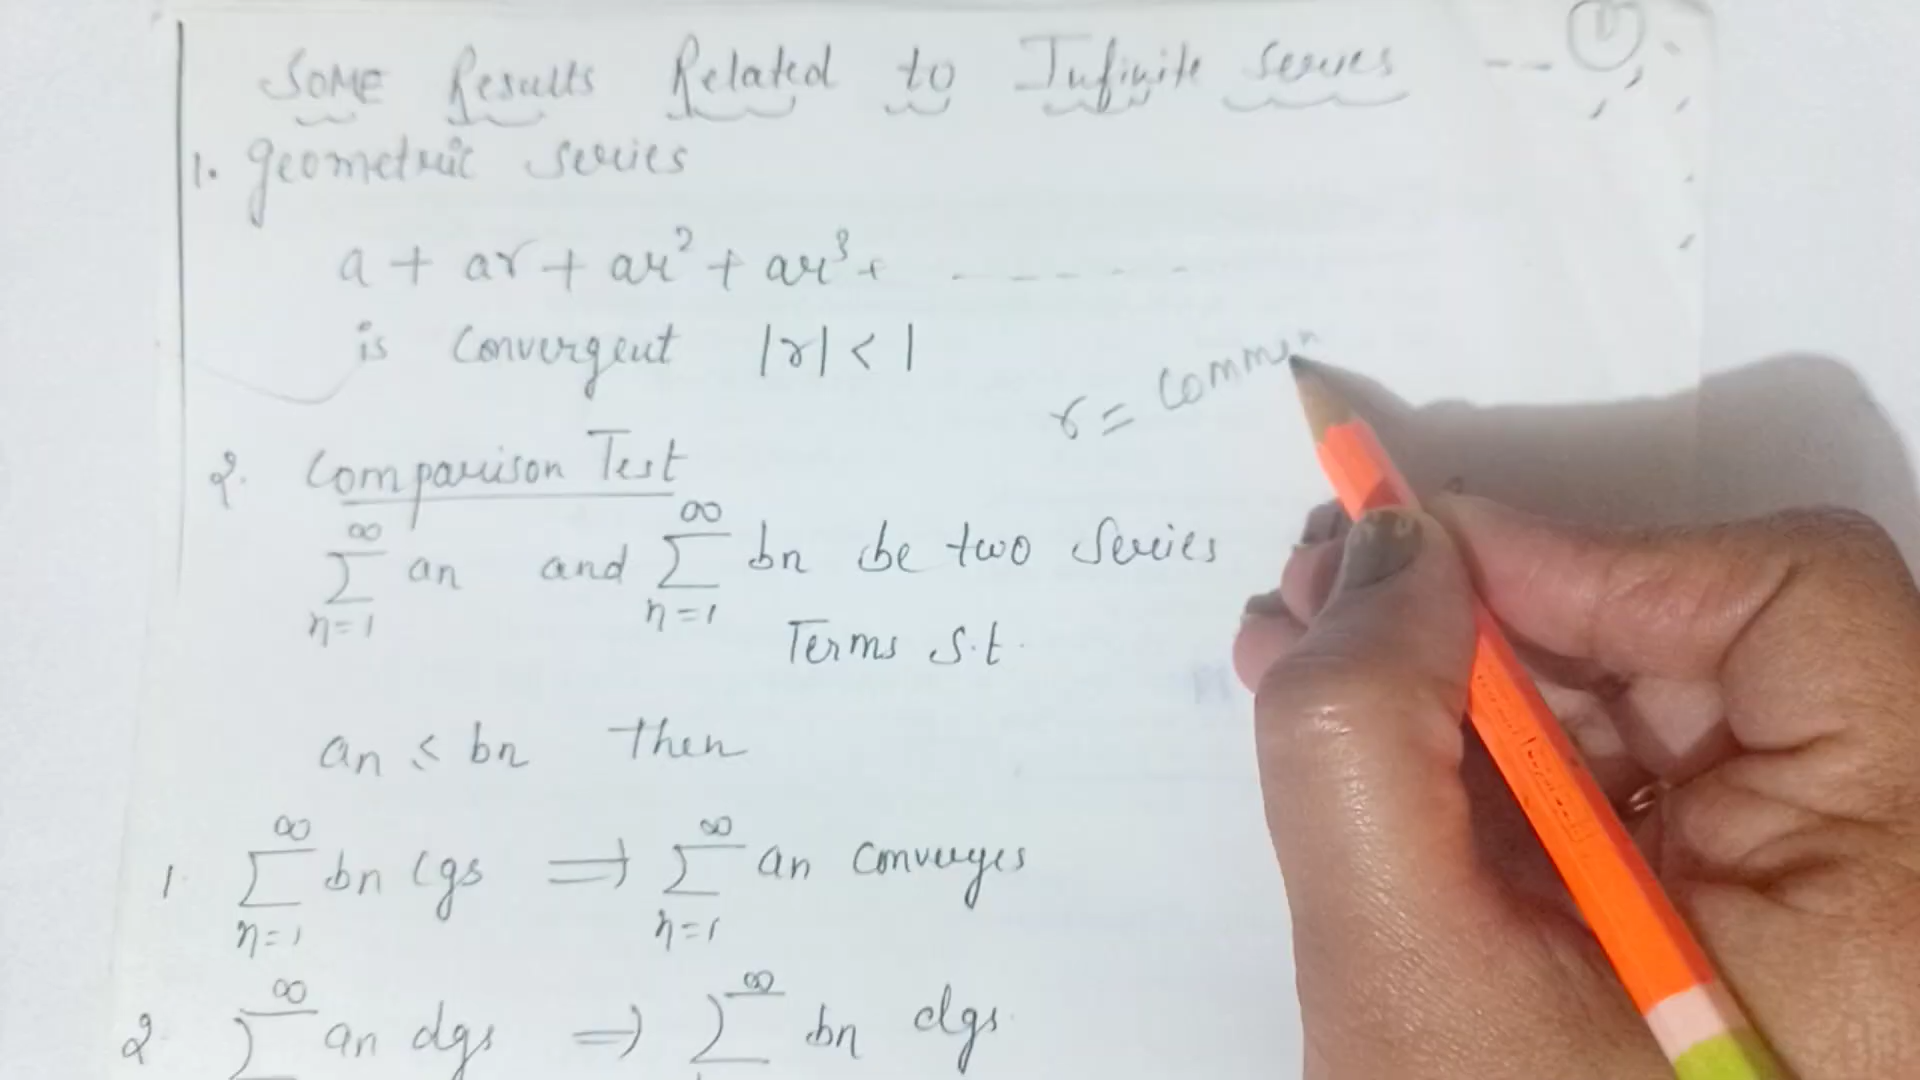 SOME Results Related to Infinite series -- 1
1. Geometric series
a + ar + ar² + ar³ + -------
is Convergent |r| < 1
r = common
2. Comparison Test
∞∑n=1 an and ∞∑n=1 bn be two Series
Terms s.t.
an ≤ bn then
1. ∞∑n=1 bn cgs ⇒ ∞∑n=1 an converges
2. ∞∑ an dgs ⇒ ∞∑ bn dgs.